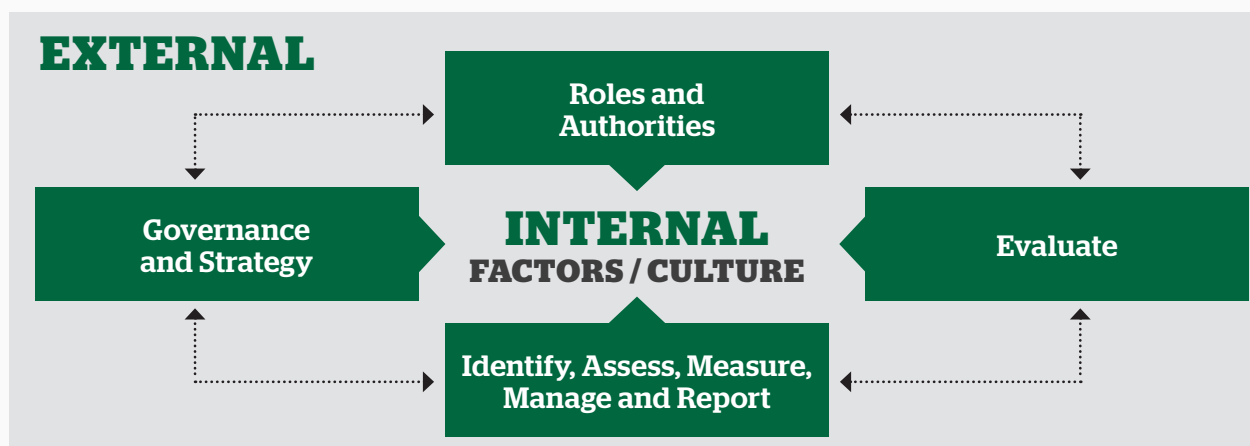 EXTERNAL
Roles and
Authorities
Governance
and Strategy
INTERNAL
FACTORS / CULTURE
Evaluate
Identify, Assess, Measure,
Manage and Report